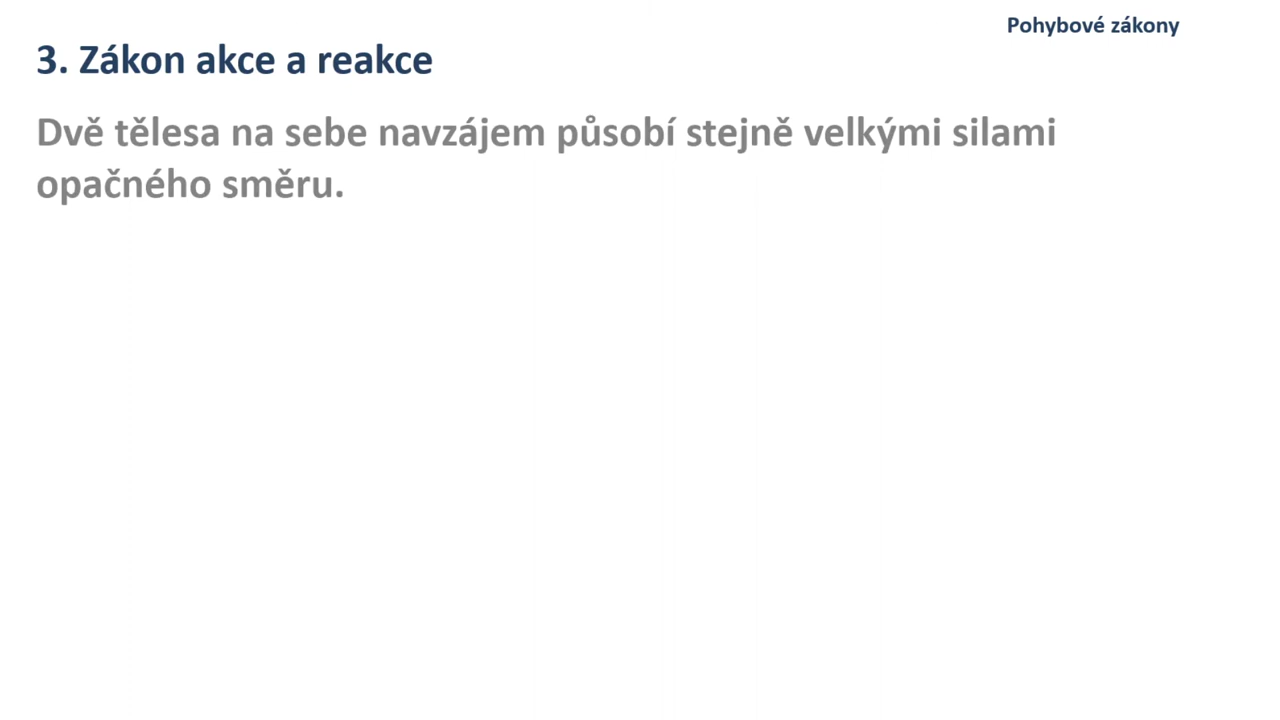 Pohybové zákony
3. Zákon akce a reakce
Dvě tělesa na sebe navzájem působí stejně velkými silami
opačného směru.